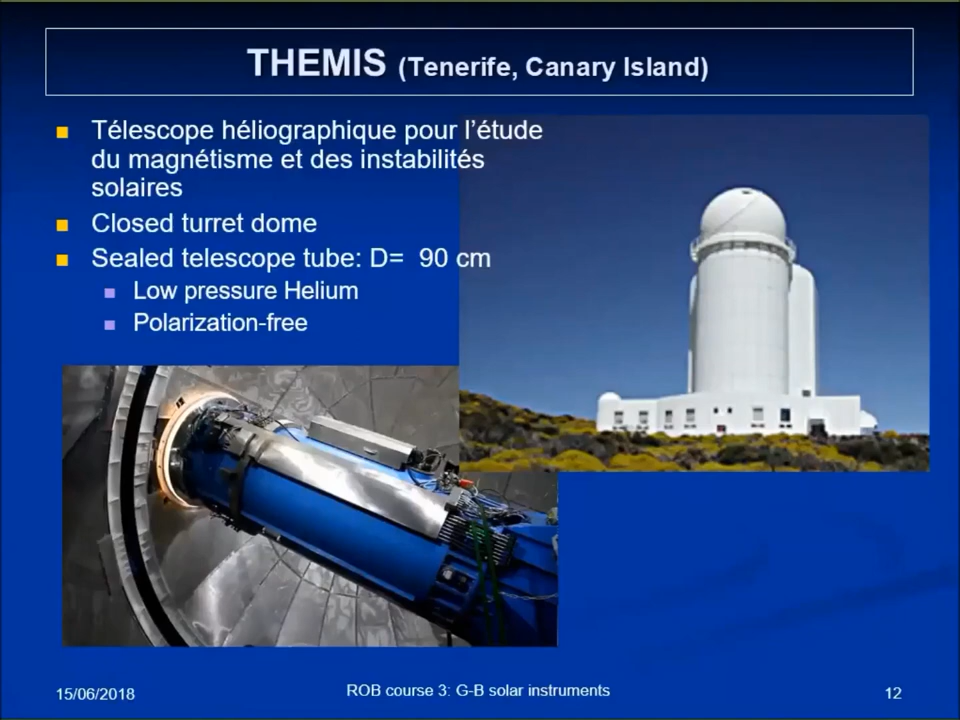 THEMIS (Tenerife, Canary Island)
Télescope héliographique pour l’étude
du magnétisme et des instabilités
solaires
Closed turret dome
Sealed telescope tube: D= 90 cm
Low pressure Helium
Polarization-free
15/06/2018
ROB course 3: G-B solar instruments
12